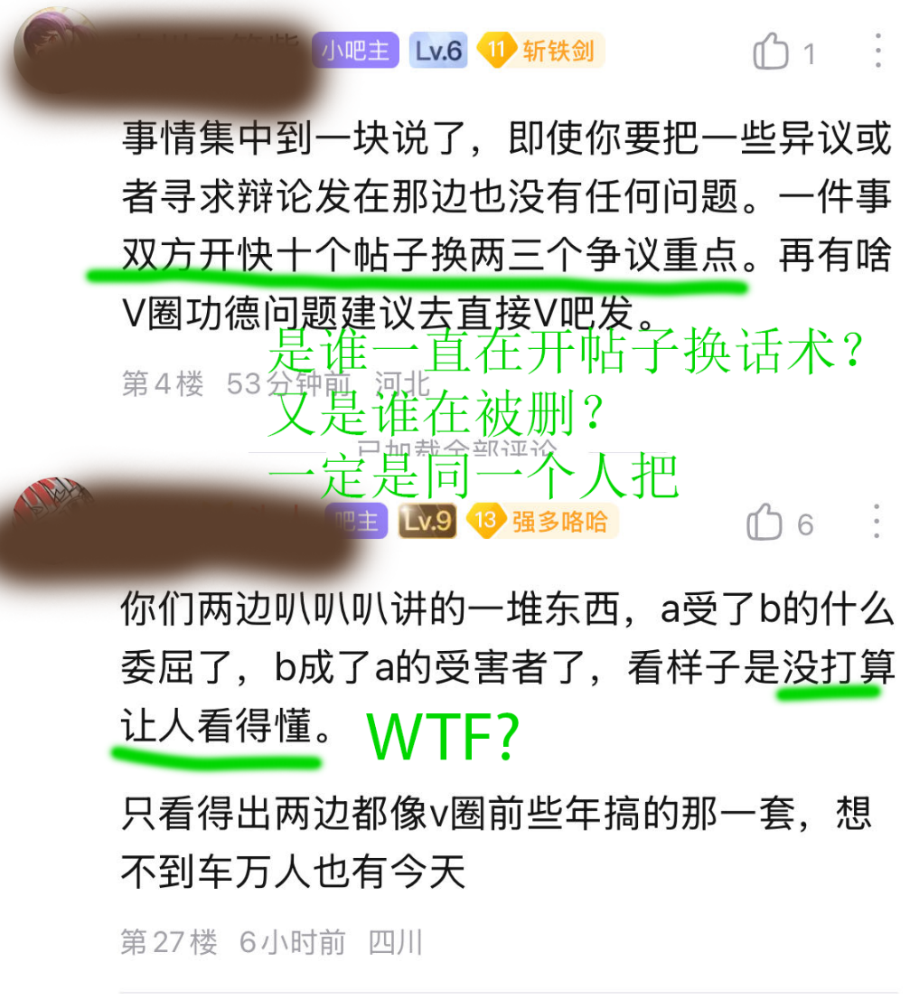 小吧主 Lv.6 11 斩铁剑 1
事情集中到一块说了，即使你要把一些异议或
者寻求辩论发在那边也没有任何问题。一件事
双方开快十个帖子换两三个争议重点。再有啥
V圈功德问题建议去直接V吧发。
是谁一直在开帖子换话术？
第4楼 53分钟前 河北
又是谁在被删？
已加载全部评论
一定是同一个人把
吧主 Lv.9 13 强多咯哈 6
你们两边叭叭叭讲的一堆东西，a受了b的什么
委屈了，b成了a的受害者了，看样子是没打算
让人看得懂。
WTF?
只看得出两边都像v圈前些年搞的那一套，想
不到车万人也有今天
第27楼 6小时前 四川